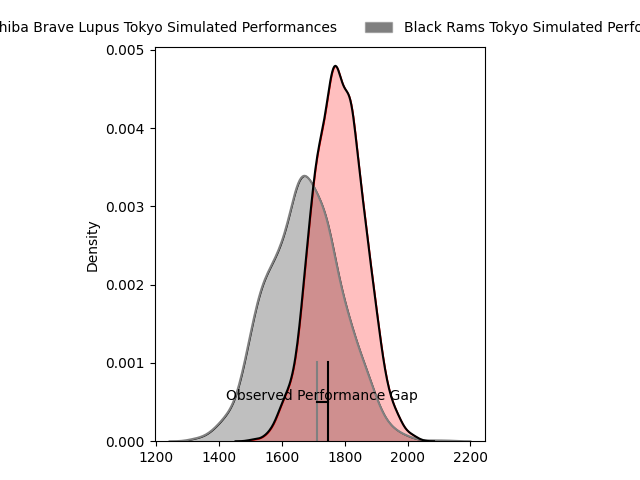 hiba Brave Lupus Tokyo Simulated Performances
Black Rams Tokyo Simulated Perfo
0.005
0.004
0.003
0.002
0.001
0.000
Density
Observed Performance Gap
1200 1400 1600 1800 2000 2200